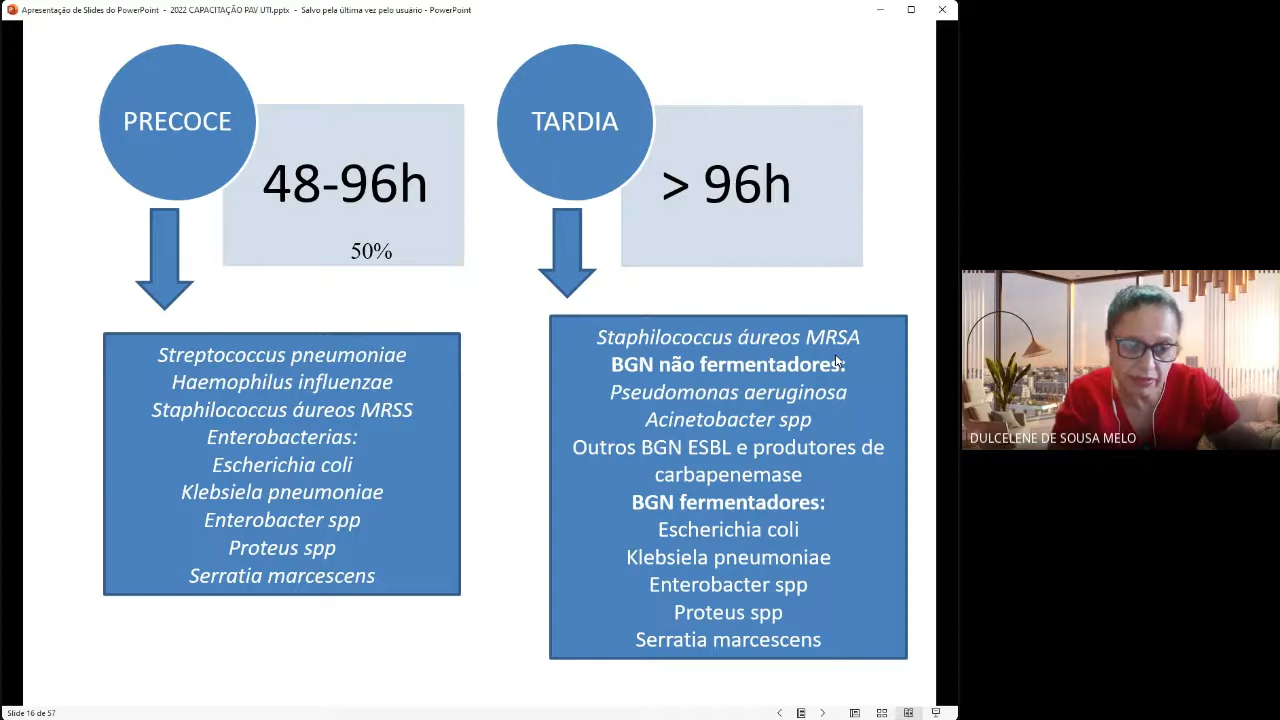 Apresentação de Slides do PowerPoint - 2022 CAPACITAÇÃO PAV UTI.pptx - Salvo pela última vez pelo usuário - PowerPoint
PRECOCE
48-96h
50%
Streptococcus pneumoniae
Haemophilus influenzae
Staphilococcus áureos MRSS
Enterobacterias:
Escherichia coli
Klebsiela pneumoniae
Enterobacter spp
Proteus spp
Serratia marcescens
TARDIA
> 96h
Staphilococcus áureos MRSA
BGN não fermentadores:
Pseudomonas aeruginosa
Acinetobacter spp
Outros BGN ESBL e produtores de
carbapenemase
BGN fermentadores:
Escherichia coli
Klebsiela pneumoniae
Enterobacter spp
Proteus spp
Serratia marcescens
DULCELENE DE SOUSA MELO
Slide 16 de 57